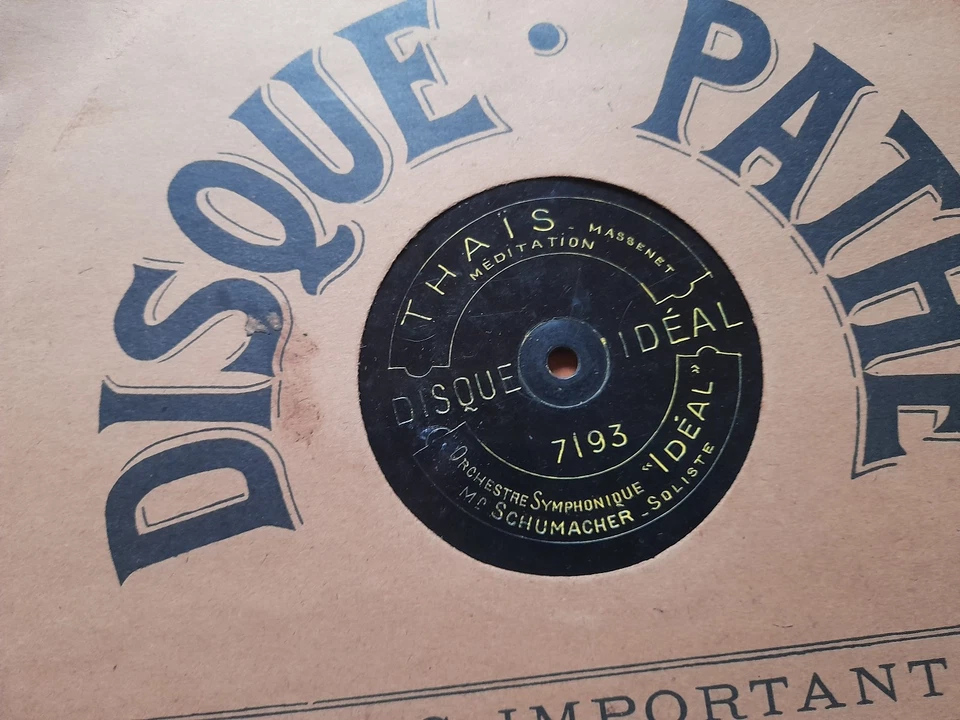 DISQUE • PATHÉ
THAÏS - MASSENET
MÉDITATION
DISQUE IDÉAL
7193
ORCHESTRE SYMPHONIQUE "IDÉAL"
Mr SCHUMACHER - SOLISTE
IMPORTANT